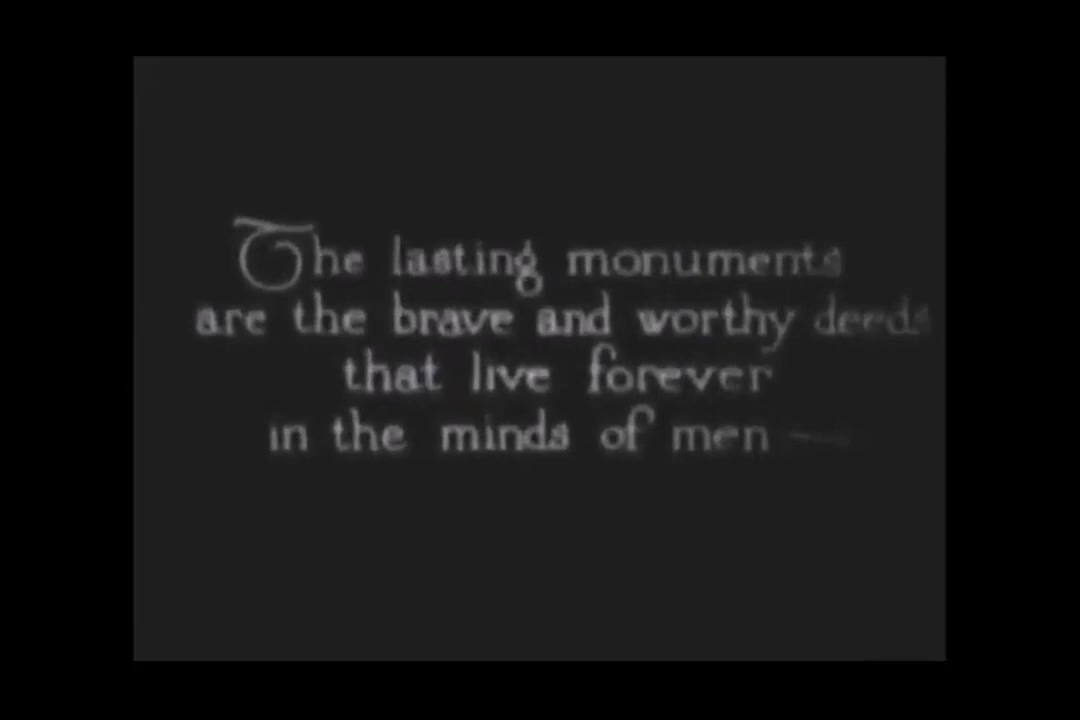 The lasting monuments
are the brave and worthy deeds
that live forever
in the minds of men —